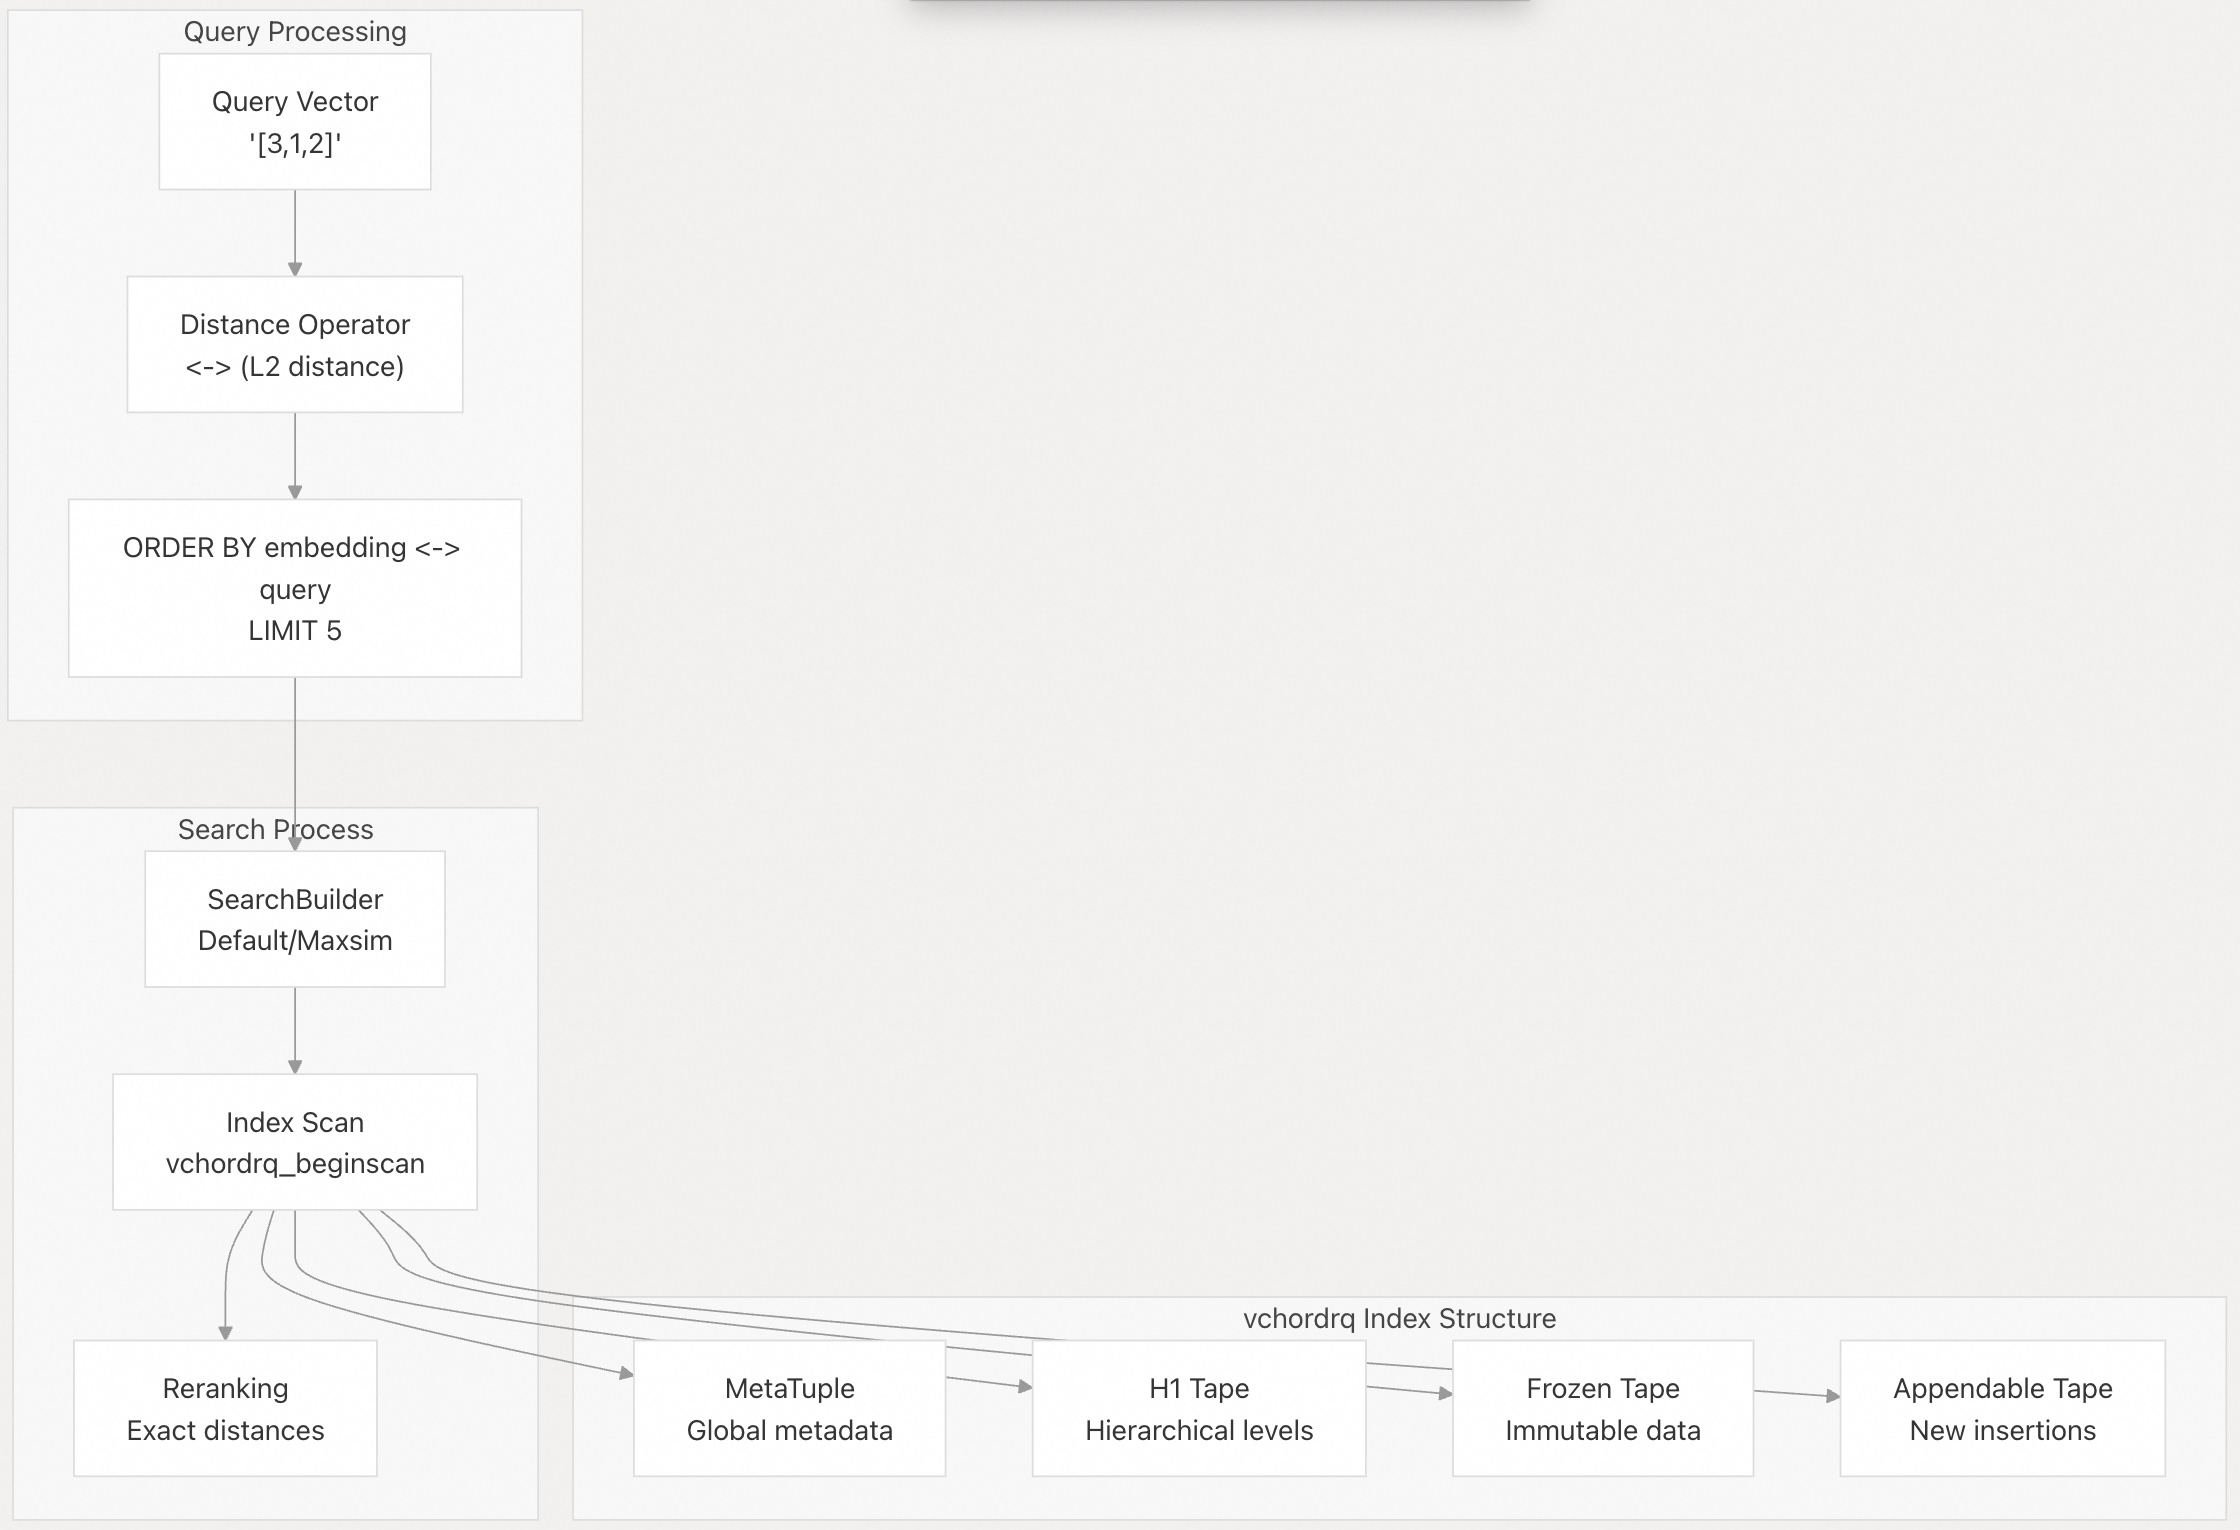 Query Processing
Query Vector
'[3,1,2]'
Distance Operator
<-> (L2 distance)
ORDER BY embedding <->
query
LIMIT 5
Search Process
SearchBuilder
Default/Maxsim
Index Scan
vchordrq_beginscan
Reranking
Exact distances
vchordrq Index Structure
MetaTuple
Global metadata
H1 Tape
Hierarchical levels
Frozen Tape
Immutable data
Appendable Tape
New insertions